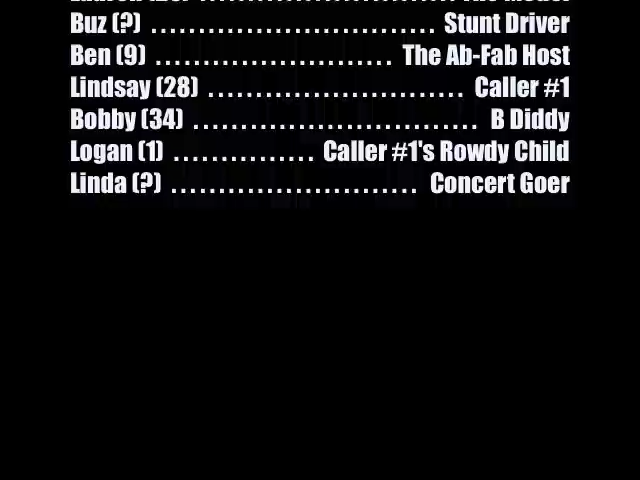 Buz (?) .............................. Stunt Driver
Ben (9) ......................... The Ab-Fab Host
Lindsay (28) ........................... Caller #1
Bobby (34) .............................. B Diddy
Logan (1) ............... Caller #1's Rowdy Child
Linda (?) .......................... Concert Goer